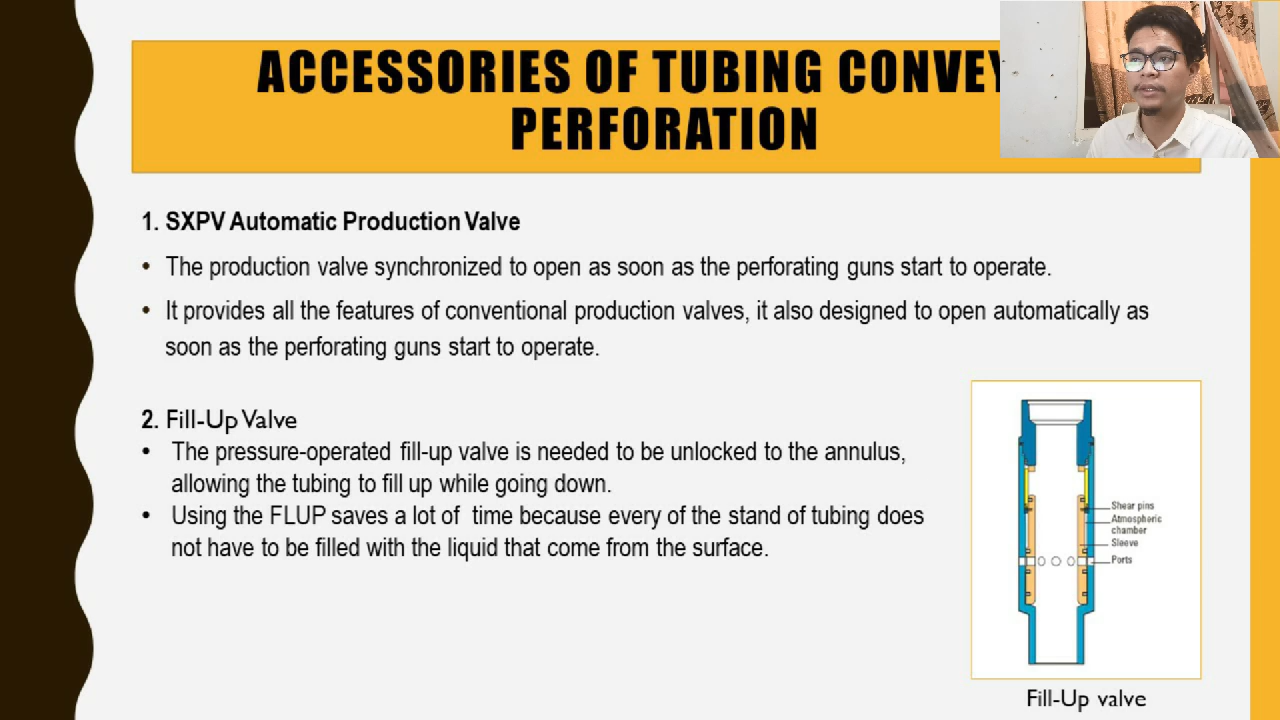 ACCESSORIES OF TUBING
PERFORATION
1. SXPV Automatic Production Valve
• The production valve synchronized to open as soon as the perforating guns start to operate.
• It provides all the features of conventional production valves, it also designed to open automatically as
soon as the perforating guns start to operate.
2. Fill-Up Valve
• The pressure-operated fill-up valve is needed to be unlocked to the annulus,
allowing the tubing to fill up while going down.
• Using the FLUP saves a lot of time because every of the stand of tubing does
not have to be filled with the liquid that come from the surface.
Shear pins
Atmospheric
chamber
Sleeve
Ports
Fill-Up valve